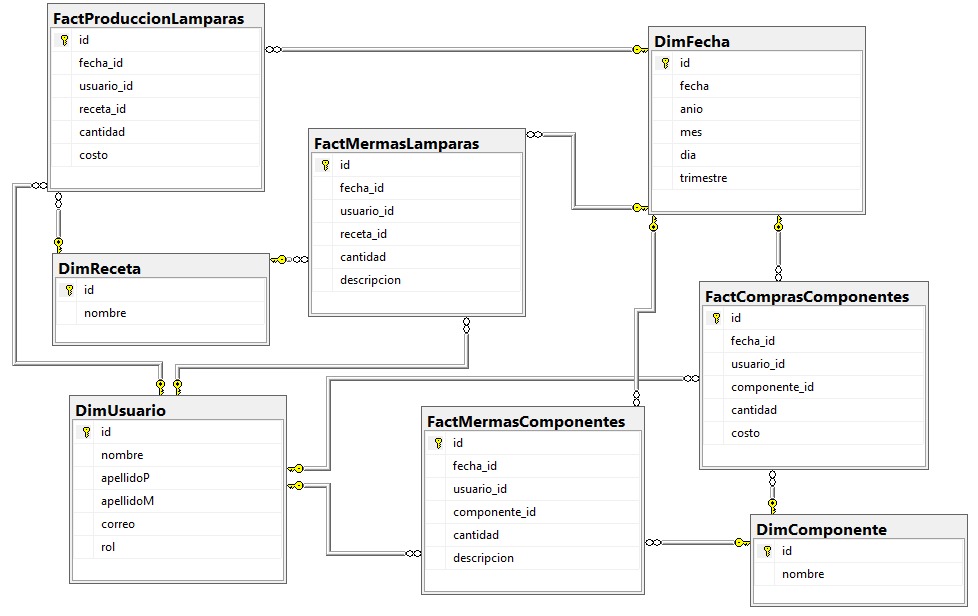 FactProduccionLamparas
id
fecha_id
usuario_id
receta_id
cantidad
costo
DimFecha
id
fecha
anio
mes
dia
trimestre
FactMermasLamparas
id
fecha_id
usuario_id
receta_id
cantidad
descripcion
DimReceta
id
nombre
FactComprasComponentes
id
fecha_id
usuario_id
componente_id
cantidad
costo
DimUsuario
id
nombre
apellidoP
apellidoM
correo
rol
FactMermasComponentes
id
fecha_id
usuario_id
componente_id
cantidad
descripcion
DimComponente
id
nombre